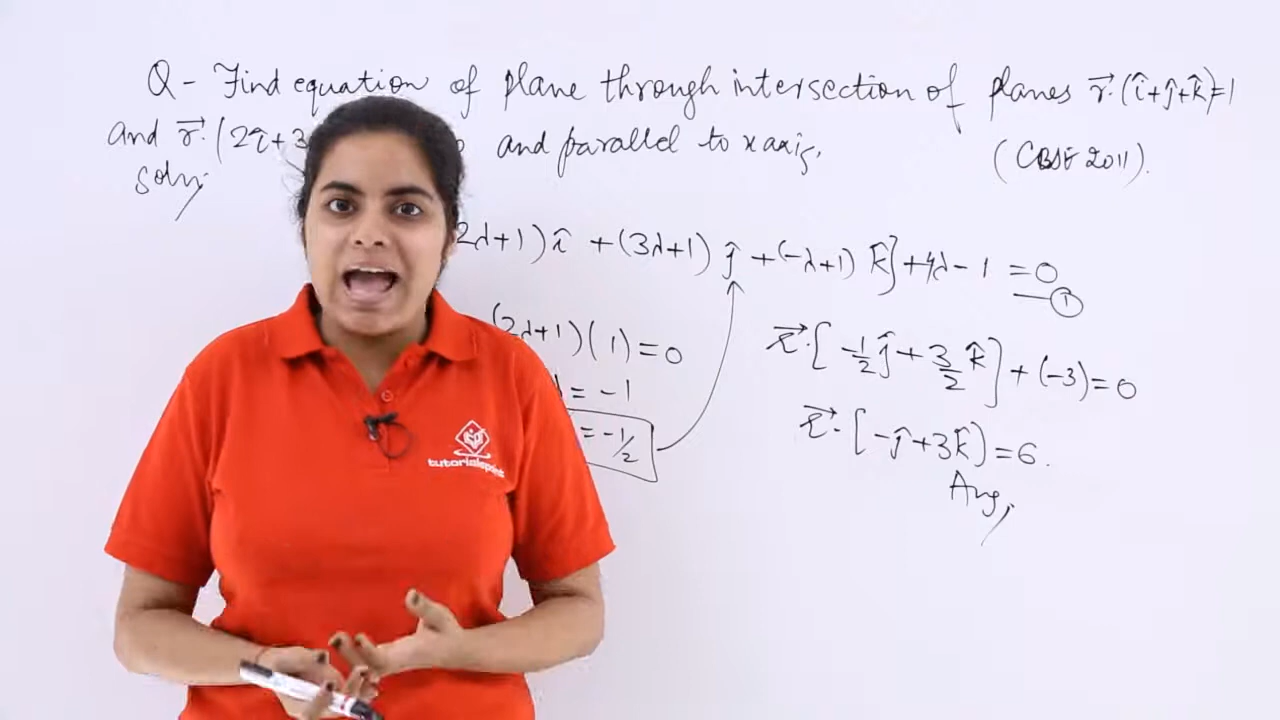 Q - Find equation of plane through intersection of planes r⃗.(î+ĵ+k̂)=1
and r⃗.(2î+3 and parallel to x axis. (CBSE 2011).
Soln;
2λ+1)î +(3λ+1)ĵ +(-λ+1)k̂]+4λ-1 =0
①
(2λ+1)(1)=0
= -1
= -1/2
r⃗.[-1/2ĵ+3/2k̂]+(-3)=0
r⃗.[-ĵ+3k̂)=6.
Ans,
tutorialspoint